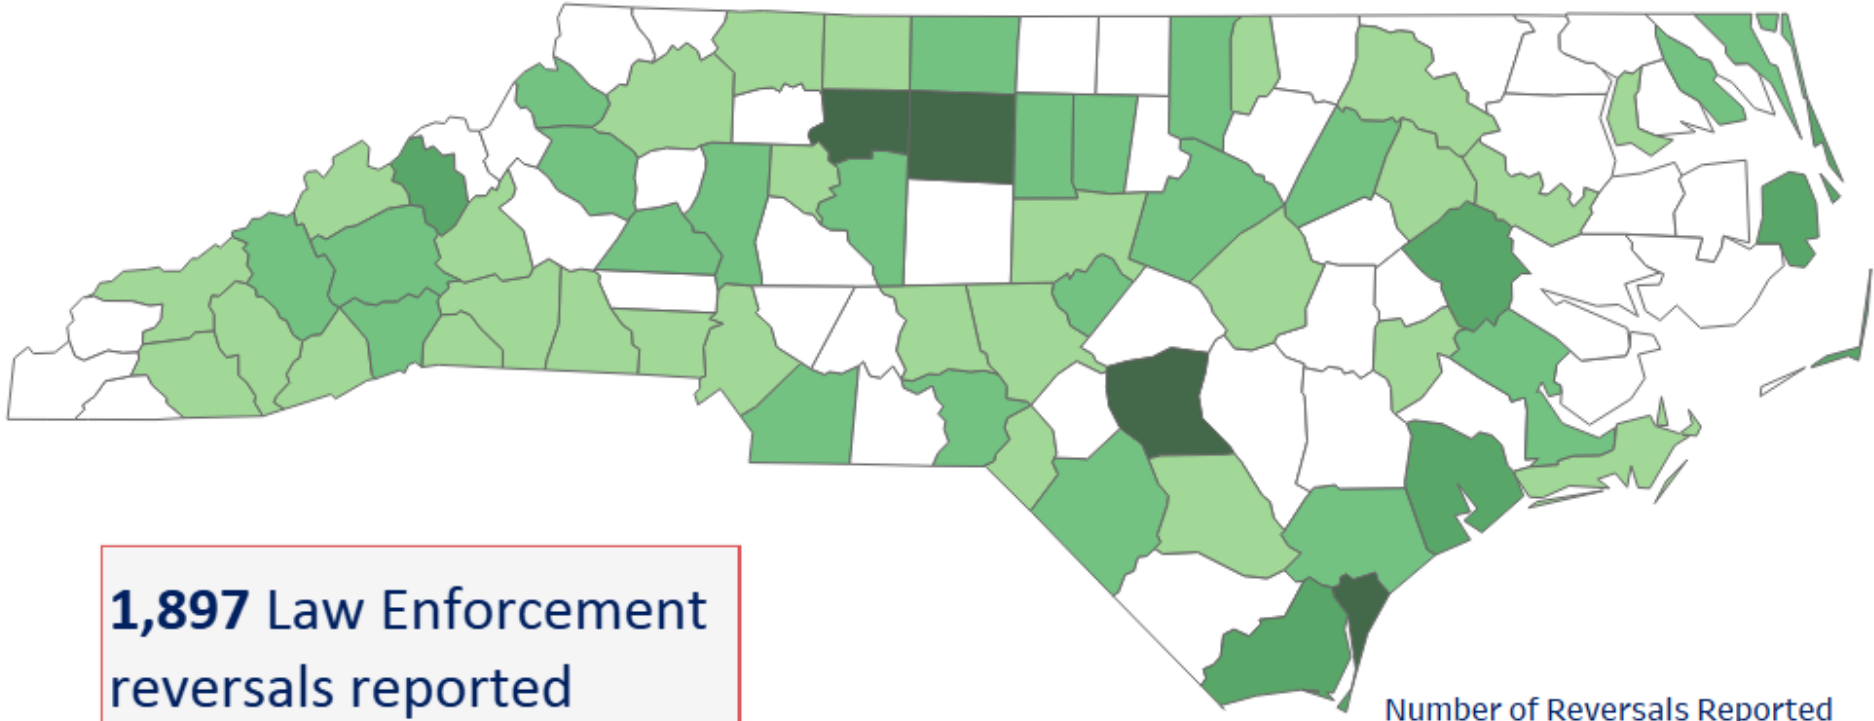 1,897 Law Enforcement
reversals reported
Number of Reversals Reported